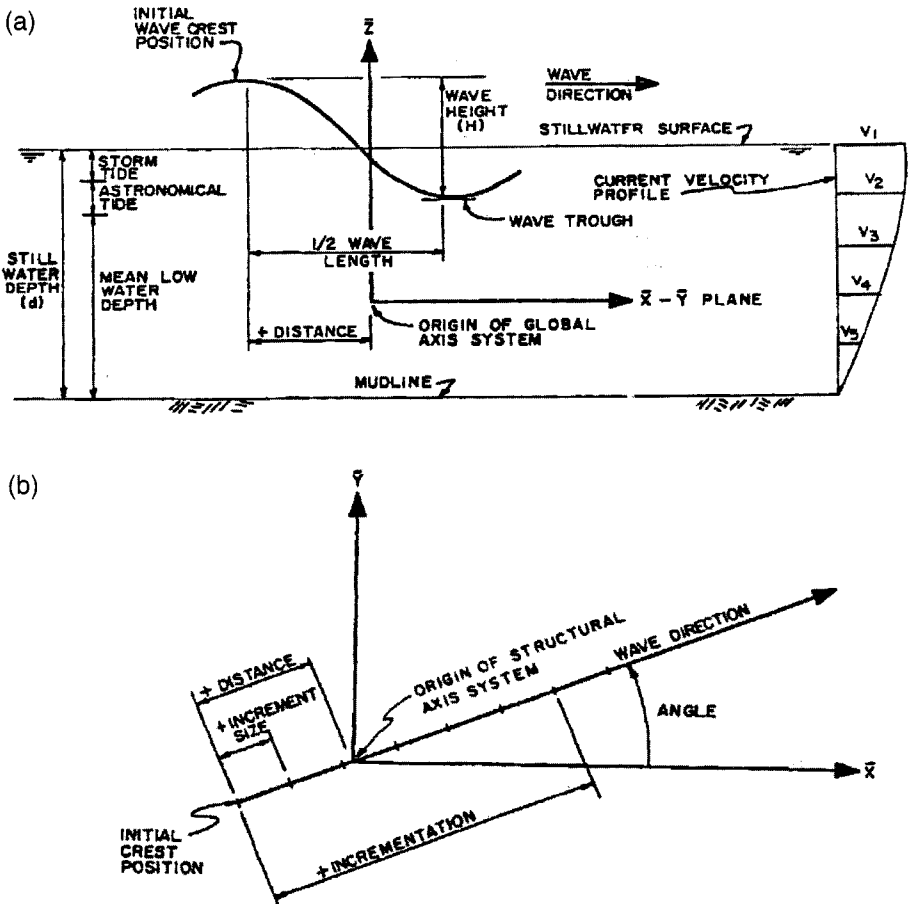 (a)
INITIAL
WAVE CREST
POSITION
Z̄
WAVE
HEIGHT
(H)
WAVE
DIRECTION
STILLWATER SURFACE
V1
STORM
TIDE
ASTRONOMICAL
TIDE
CURRENT VELOCITY
PROFILE
V2
WAVE TROUGH
V3
1/2 WAVE
LENGTH
STILL
WATER
DEPTH
(d)
MEAN LOW
WATER
DEPTH
V4
X̄ - Ȳ PLANE
+ DISTANCE
ORIGIN OF GLOBAL
AXIS SYSTEM
V5
MUDLINE
(b)
Ȳ
WAVE DIRECTION
ORIGIN OF STRUCTURAL
AXIS SYSTEM
+ DISTANCE
+ INCREMENT
SIZE
ANGLE
X̄
INITIAL
CREST
POSITION
+ INCREMENTATION